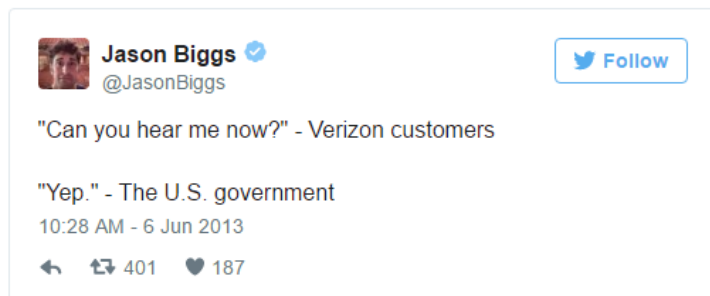 Jason Biggs
@JasonBiggs
Follow
"Can you hear me now?" - Verizon customers
"Yep." - The U.S. government
10:28 AM - 6 Jun 2013
401 187